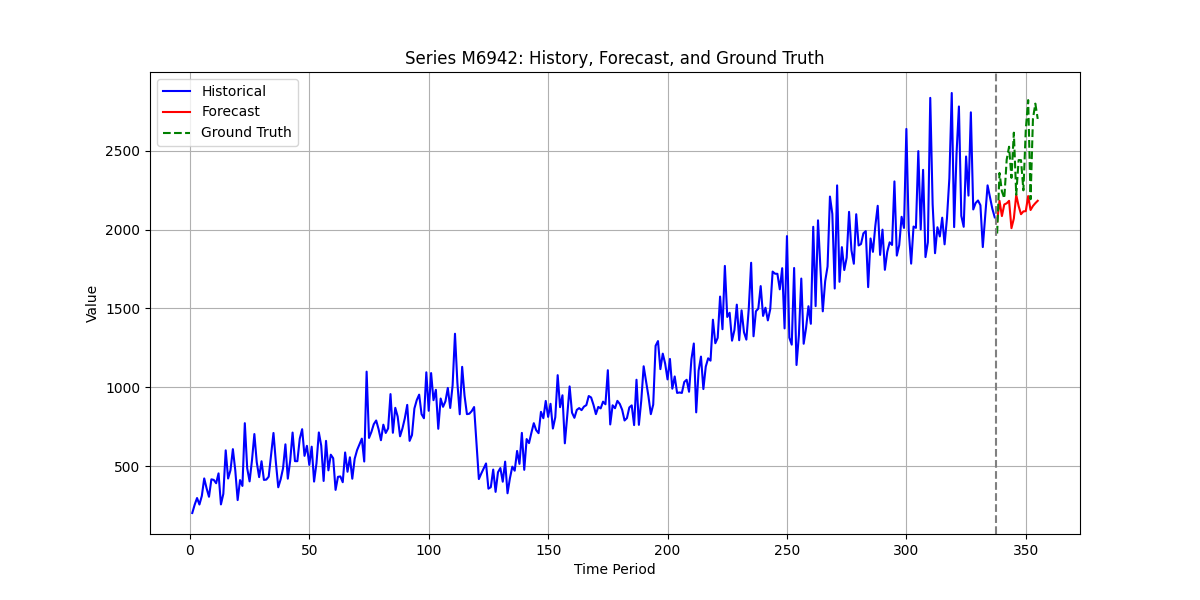 Series M6942: History, Forecast, and Ground Truth
Historical
Forecast
Ground Truth
Value
2500
2000
1500
1000
500
0 50 100 150 200 250 300 350
Time Period